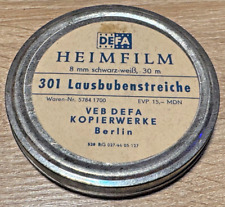 DEFA
HEIMFILM
8 mm schwarz-weiß, 30 m
301 Lausbubenstreiche
Waren-Nr. 5784 1700 EVP 15,— MDN
VEB DEFA
KOPIERWERKE
Berlin